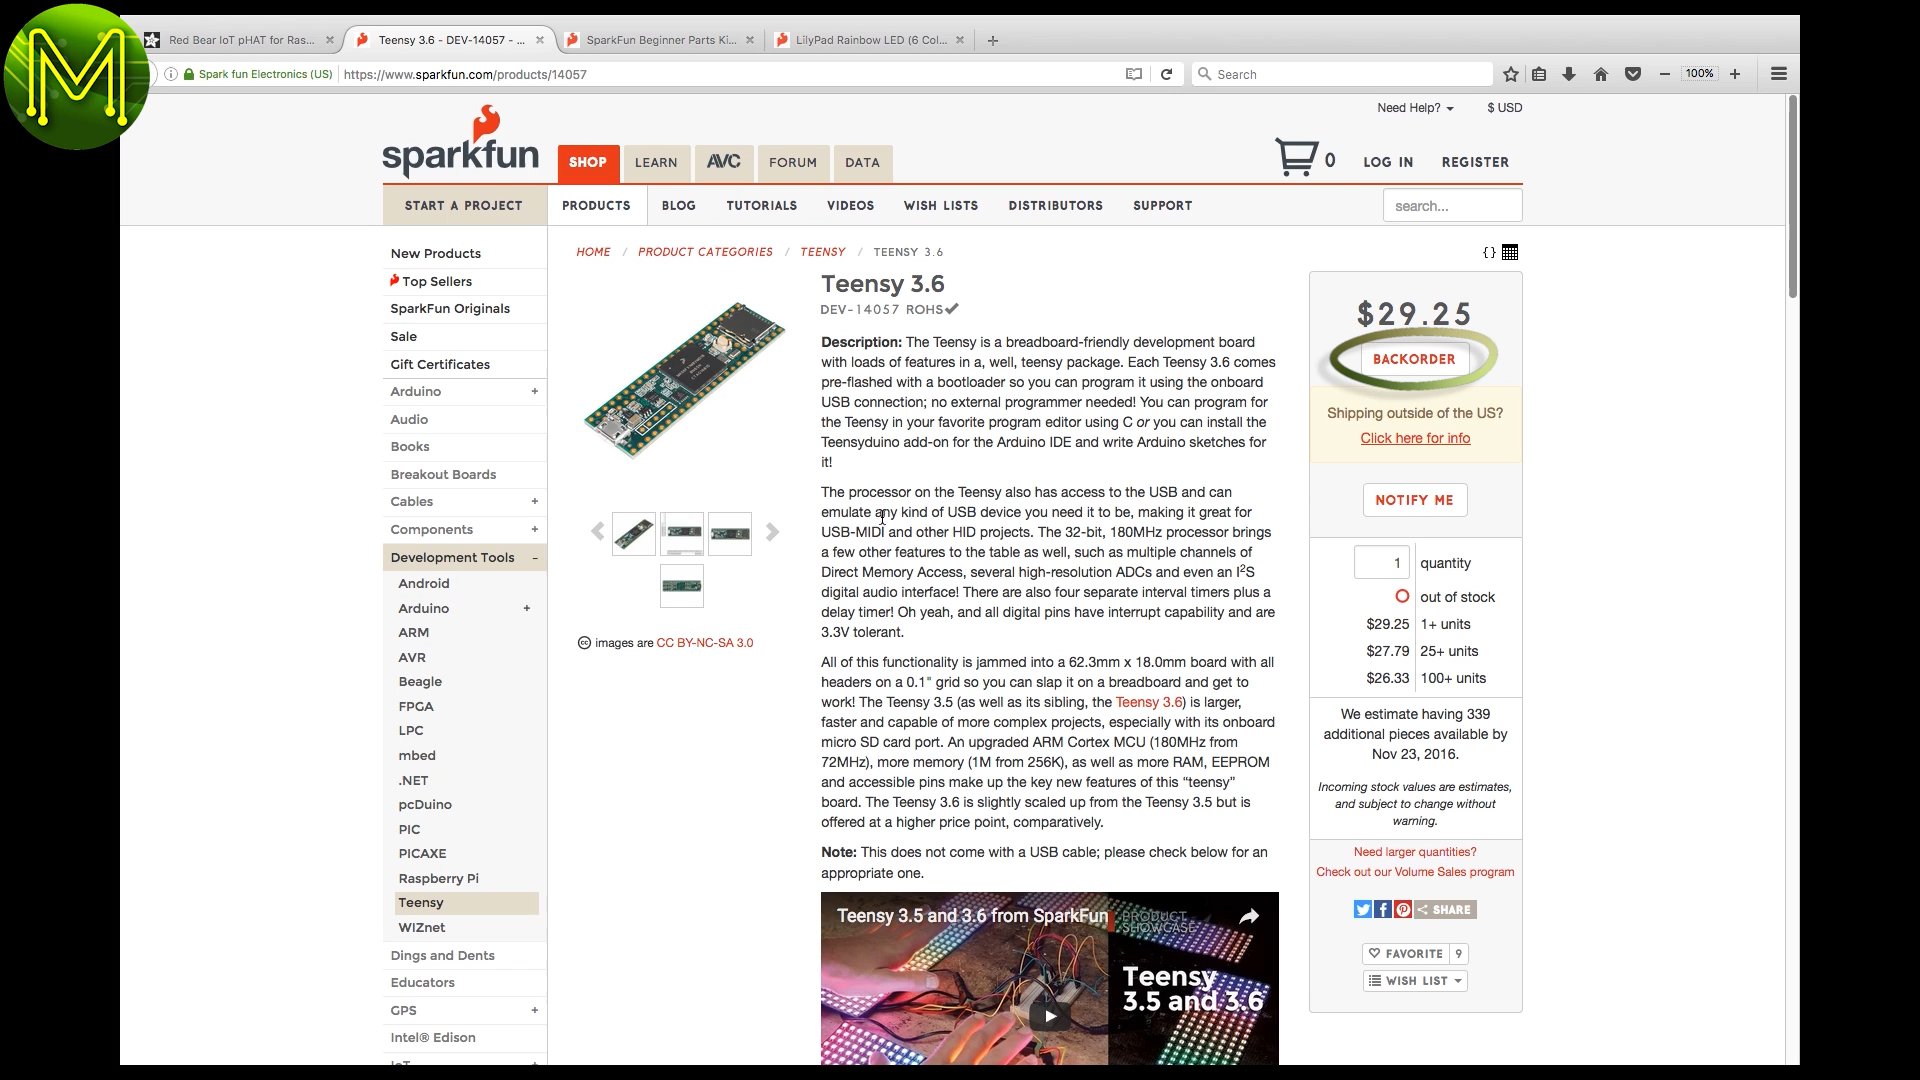 M
Red Bear IoT pHAT for Ras...
Teensy 3.6 - DEV-14057 - ...
SparkFun Beginner Parts Ki...
LilyPad Rainbow LED (6 Col...
Spark fun Electronics (US)
https://www.sparkfun.com/products/14057
Search
100%
Need Help?
$ USD
sparkfun
SHOP
LEARN
AVC
FORUM
DATA
0
LOG IN
REGISTER
START A PROJECT
PRODUCTS
BLOG
TUTORIALS
VIDEOS
WISH LISTS
DISTRIBUTORS
SUPPORT
search...
New Products
Top Sellers
SparkFun Originals
Sale
Gift Certificates
Arduino +
Audio
Books
Breakout Boards
Cables +
Components +
Development Tools -
Android
Arduino +
ARM
AVR
Beagle
FPGA
LPC
mbed
.NET
pcDuino
PIC
PICAXE
Raspberry Pi
Teensy
WIZnet
Dings and Dents
Educators
GPS +
Intel® Edison
IoT
HOME / PRODUCT CATEGORIES / TEENSY / TEENSY 3.6
{}
images are CC BY-NC-SA 3.0
Teensy 3.6
DEV-14057 ROHS✔
Description: The Teensy is a breadboard-friendly development board
with loads of features in a, well, teensy package. Each Teensy 3.6 comes
pre-flashed with a bootloader so you can program it using the onboard
USB connection; no external programmer needed! You can program for
the Teensy in your favorite program editor using C or you can install the
Teensyduino add-on for the Arduino IDE and write Arduino sketches for
it!
The processor on the Teensy also has access to the USB and can
emulate any kind of USB device you need it to be, making it great for
USB-MIDI and other HID projects. The 32-bit, 180MHz processor brings
a few other features to the table as well, such as multiple channels of
Direct Memory Access, several high-resolution ADCs and even an I²S
digital audio interface! There are also four separate interval timers plus a
delay timer! Oh yeah, and all digital pins have interrupt capability and are
3.3V tolerant.
All of this functionality is jammed into a 62.3mm x 18.0mm board with all
headers on a 0.1" grid so you can slap it on a breadboard and get to
work! The Teensy 3.5 (as well as its sibling, the Teensy 3.6) is larger,
faster and capable of more complex projects, especially with its onboard
micro SD card port. An upgraded ARM Cortex MCU (180MHz from
72MHz), more memory (1M from 256K), as well as more RAM, EEPROM
and accessible pins make up the key new features of this “teensy”
board. The Teensy 3.6 is slightly scaled up from the Teensy 3.5 but is
offered at a higher price point, comparatively.
Note: This does not come with a USB cable; please check below for an
appropriate one.
Teensy 3.5 and 3.6 from SparkFun
PRODUCT
SHOWCASE
Teensy
3.5 and 3.6
$29.25
BACKORDER
Shipping outside of the US?
Click here for info
NOTIFY ME
1 quantity
out of stock
$29.25 1+ units
$27.79 25+ units
$26.33 100+ units
We estimate having 339
additional pieces available by
Nov 23, 2016.
Incoming stock values are estimates,
and subject to change without
warning.
Need larger quantities?
Check out our Volume Sales program
SHARE
FAVORITE 9
WISH LIST